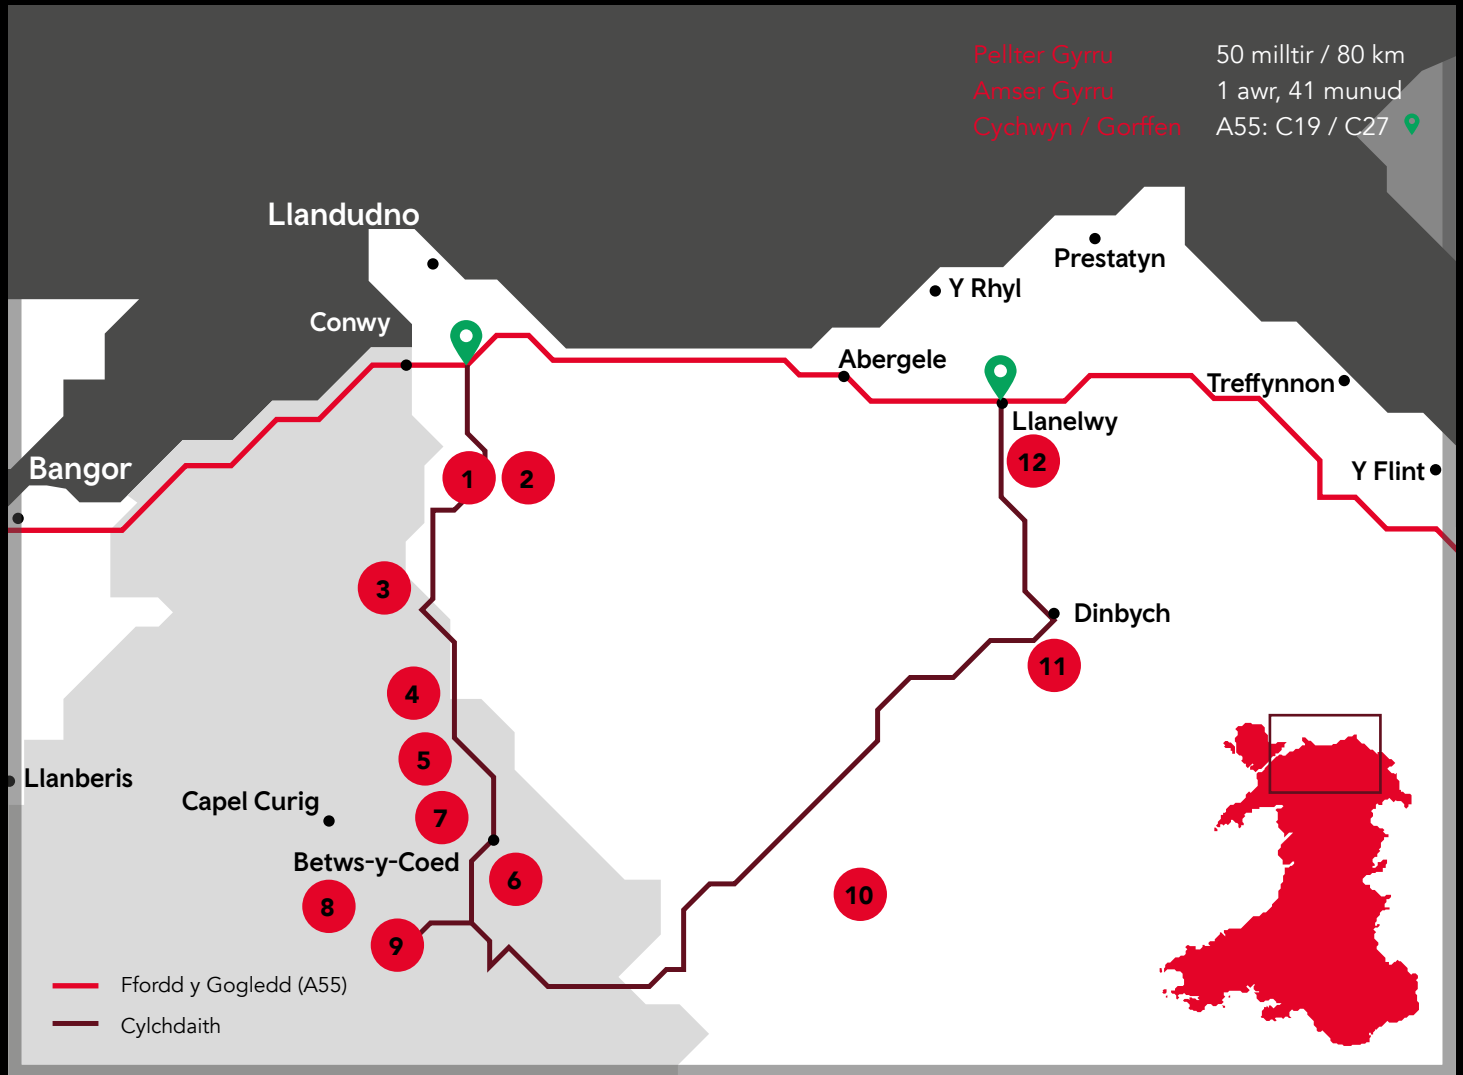 Pellter Gyrru 50 milltir / 80 km
Amser Gyrru 1 awr, 41 munud
Cychwyn / Gorffen A55: C19 / C27
Llandudno
Prestatyn
Y Rhyl
Conwy
Abergele
Treffynnon
Llanelwy
Bangor
Y Flint
12
1
2
3
Dinbych
11
4
5
Llanberis
Capel Curig
7
Betws-y-Coed
6
10
8
9
Ffordd y Gogledd (A55)
Cylchdaith